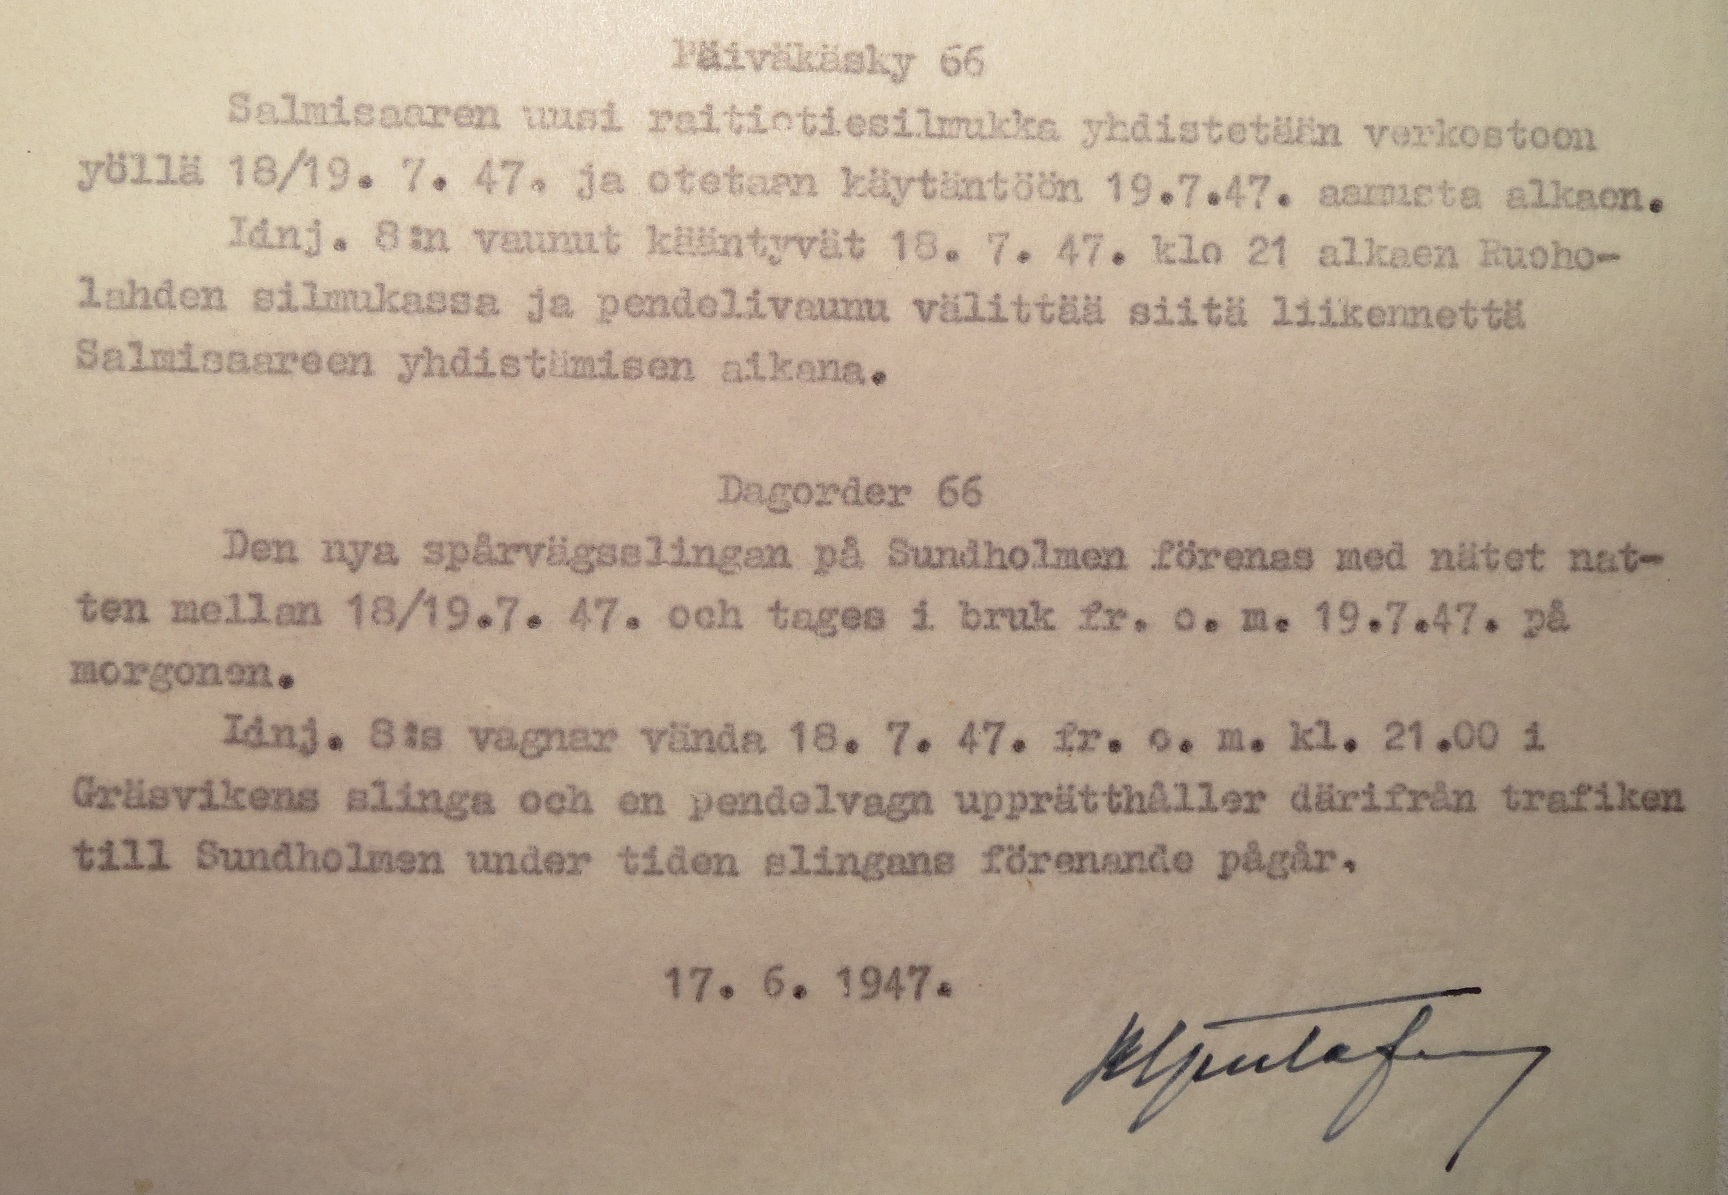 Päiväkäsky 66
Salmisaaren uusi raitiotiesilmukka yhdistetään verkostoon
yöllä 18/19. 7. 47. ja otetaan käytäntöön 19.7.47. aamusta alkaen.
Linj. 8:n vaunut kääntyvät 18. 7. 47. klo 21 alkaen Ruoho-
lahden silmukassa ja pendelivaunu välittää siitä liikennettä
Salmisaareen yhdistämisen aikana.
Dagorder 66
Den nya spårvägsslingan på Sundholmen förenas med nätet nat-
ten mellan 18/19.7. 47. och tages i bruk fr. o. m. 19.7.47. på
morgonen.
Linj. 8:s vagnar vända 18. 7. 47. fr. o. m. kl. 21.00 i
Gräsvikens slinga och en pendelvagn upprätthåller därifrån trafiken
till Sundholmen under tiden slingans förenande pågår.
17. 6. 1947.